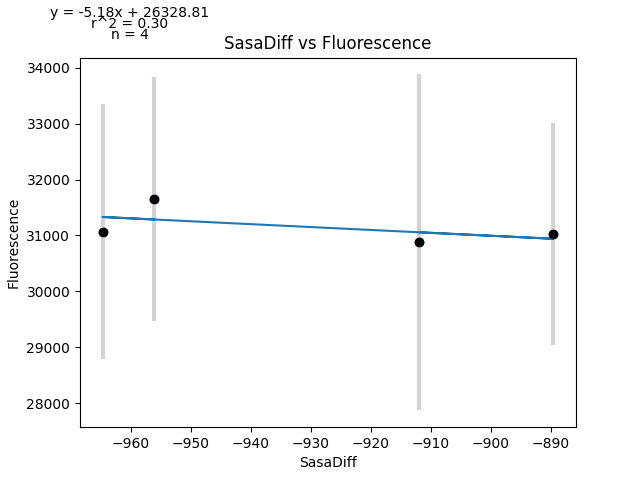 y = -5.18x + 26328.81
r^2 = 0.30
n = 4
SasaDiff vs Fluorescence
34000
33000
32000
31000
30000
29000
28000
Fluorescence
−960
−950
−940
−930
−920
−910
−900
−890
SasaDiff